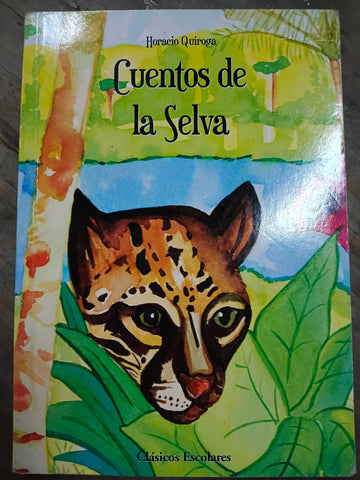 Horacio Quiroga
Cuentos de
la Selva
Clásicos Escolares